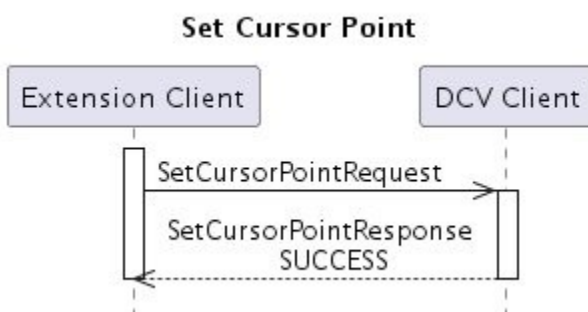 Set Cursor Point
Extension Client
DCV Client
SetCursorPointRequest
SetCursorPointResponse
SUCCESS